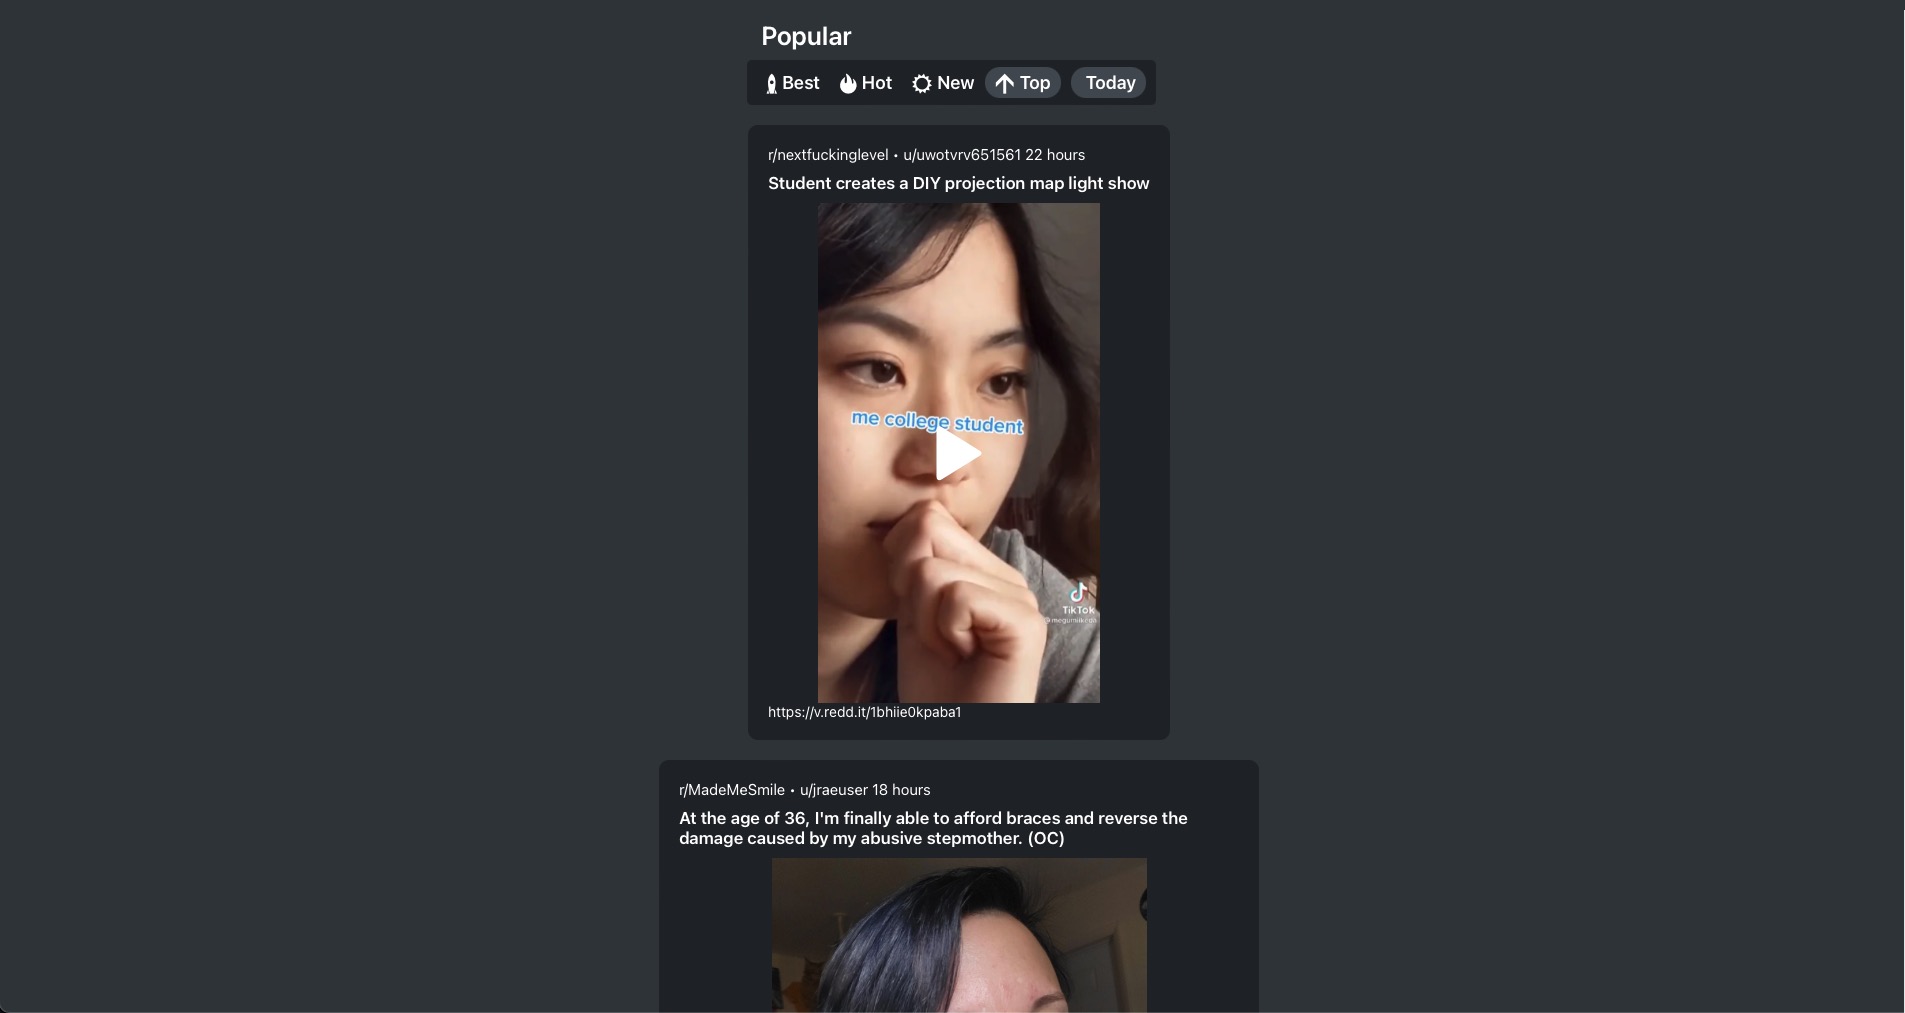 Popular
Best Hot New Top Today
r/nextfuckinglevel • u/uwotvrv651561 22 hours
Student creates a DIY projection map light show
me college student
TikTok
https://v.redd.it/1bhiie0kpaba1
r/MadeMeSmile • u/jraeuser 18 hours
At the age of 36, I'm finally able to afford braces and reverse the
damage caused by my abusive stepmother. (OC)